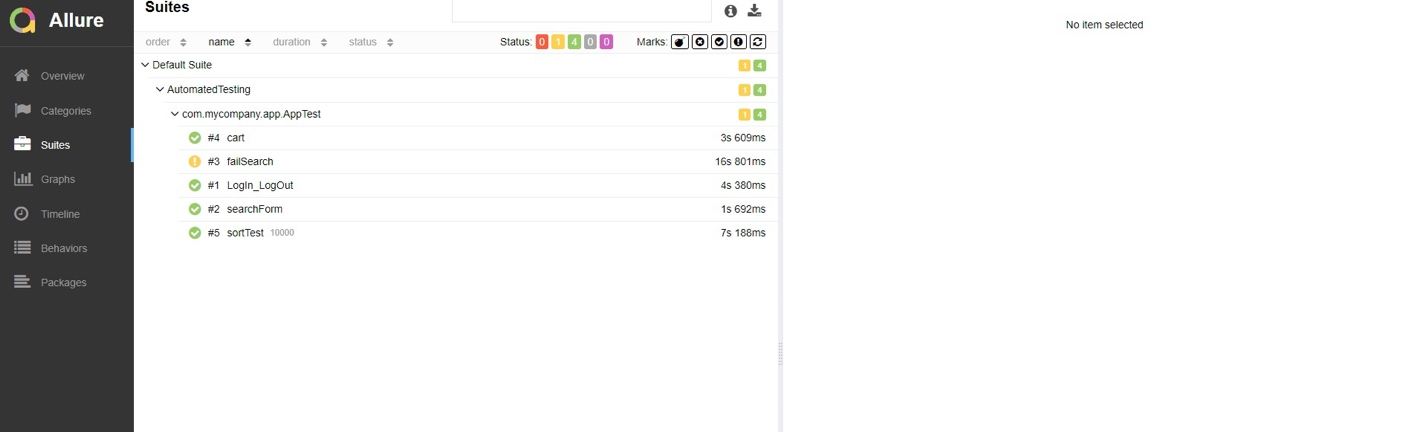 Allure
Overview
Categories
Suites
Graphs
Timeline
Behaviors
Packages
Suites
order name duration status Status: 0 1 4 0 0 Marks:
Default Suite 1 4
AutomatedTesting 1 4
com.mycompany.app.AppTest 1 4
#4 cart 3s 609ms
#3 failSearch 16s 801ms
#1 LogIn_LogOut 4s 380ms
#2 searchForm 1s 692ms
#5 sortTest 10000 7s 188ms
No item selected